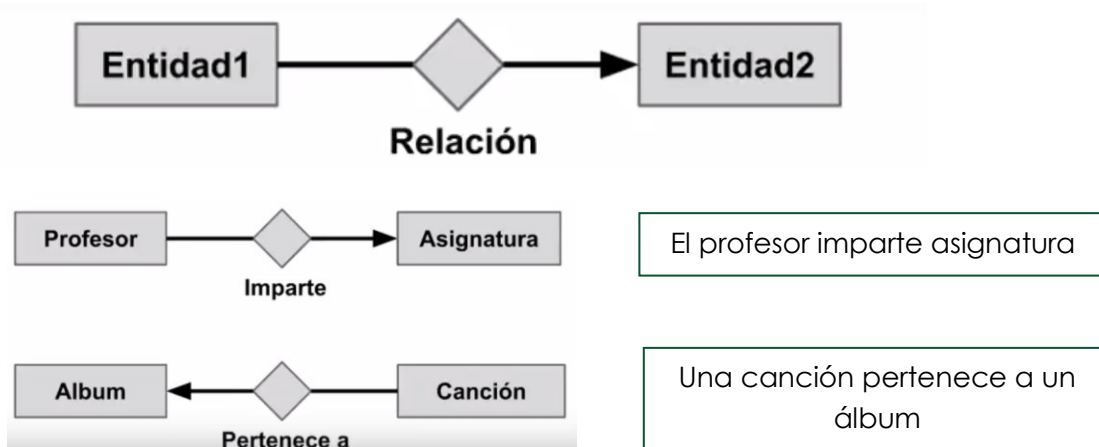 Entidad1
Entidad2
Relación
Profesor
Asignatura
Imparte
El profesor imparte asignatura
Album
Canción
Pertenece a
Una canción pertenece a un
álbum